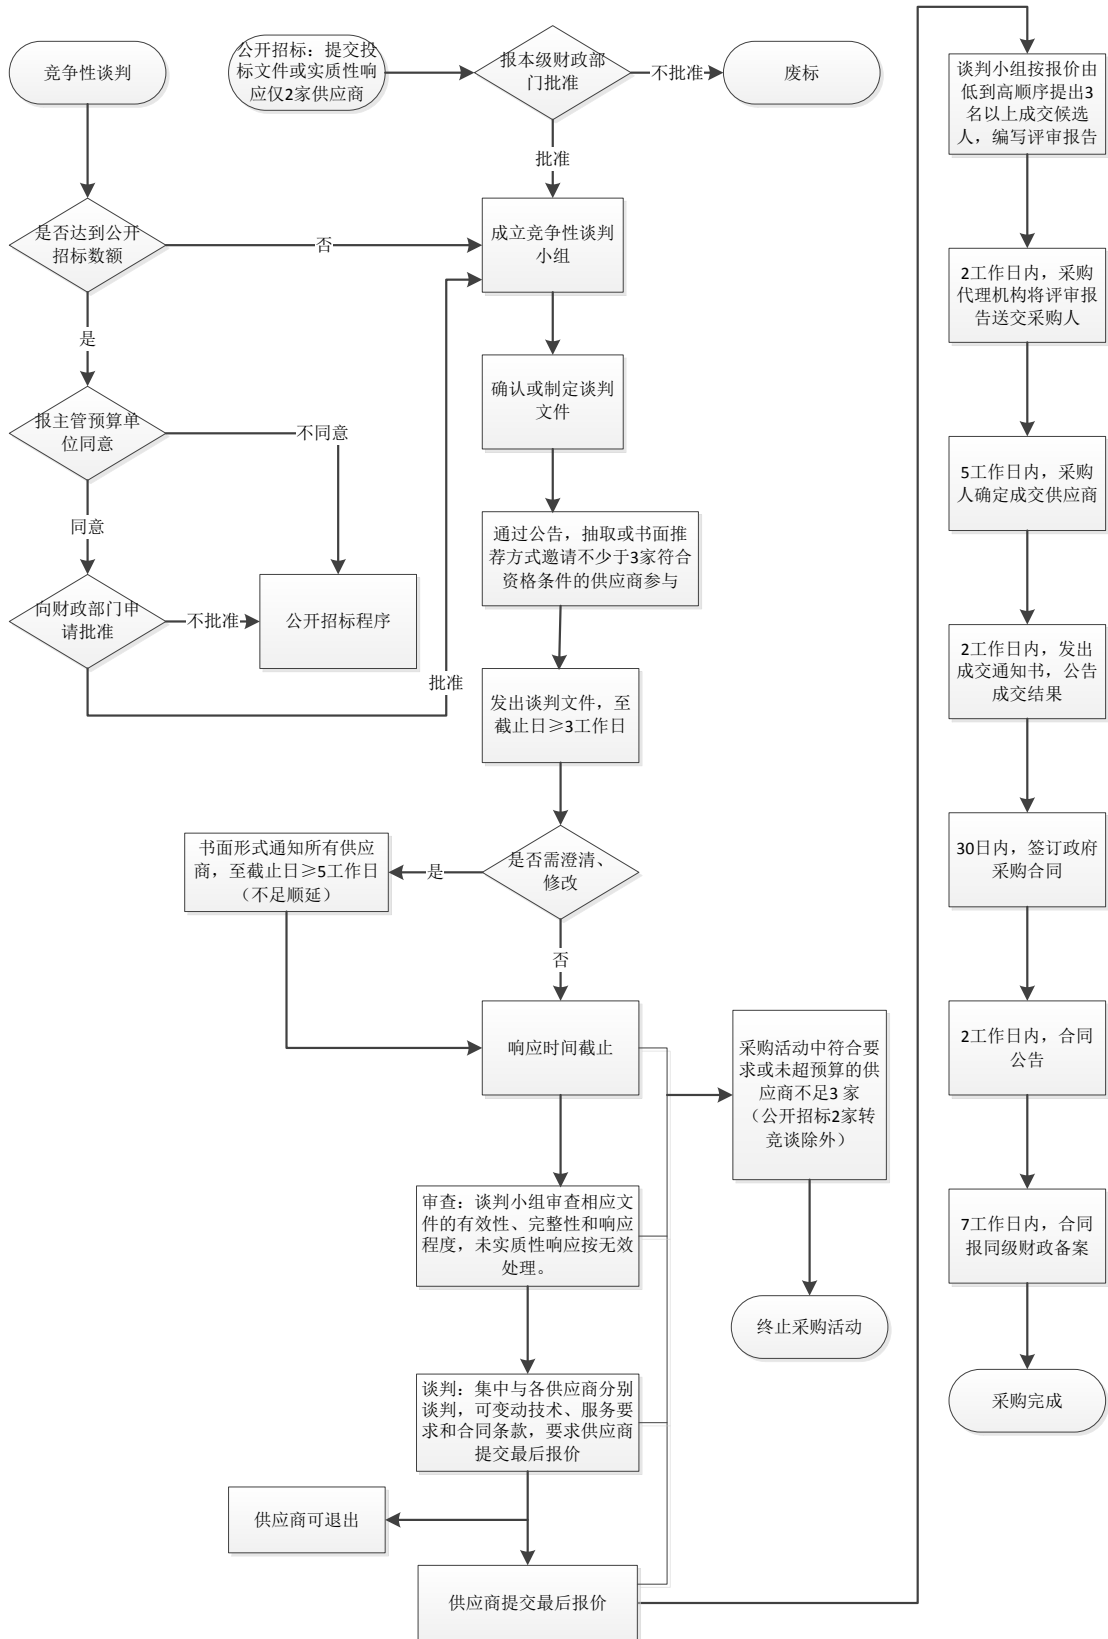 竞争性谈判
是否达到公开
招标数额
否
是
报主管预算单
位同意
不同意
同意
向财政部门申
请批准
不批准
公开招标程序
批准
公开招标：提交投
标文件或实质性响
应仅2家供应商
报本级财政部
门批准
不批准
废标
批准
成立竞争性谈判
小组
确认或制定谈判
文件
通过公告，抽取或书面推
荐方式邀请不少于3家符合
资格条件的供应商参与
发出谈判文件，至
截止日≥3工作日
是否需澄清、
修改
是
书面形式通知所有供应
商，至截止日≥5工作日
（不足顺延）
否
响应时间截止
采购活动中符合要
求或未超预算的供
应商不足3 家
（公开招标2家转
竞谈除外）
终止采购活动
审查：谈判小组审查相应文
件的有效性、完整性和响应
程度，未实质性响应按无效
处理。
谈判：集中与各供应商分别
谈判，可变动技术、服务要
求和合同条款，要求供应商
提交最后报价
供应商可退出
供应商提交最后报价
谈判小组按报价由
低到高顺序提出3
名以上成交候选
人，编写评审报告
2工作日内，采购
代理机构将评审报
告送交采购人
5工作日内，采购
人确定成交供应商
2工作日内，发出
成交通知书，公告
成交结果
30日内，签订政府
采购合同
2工作日内，合同
公告
7工作日内，合同
报同级财政备案
采购完成